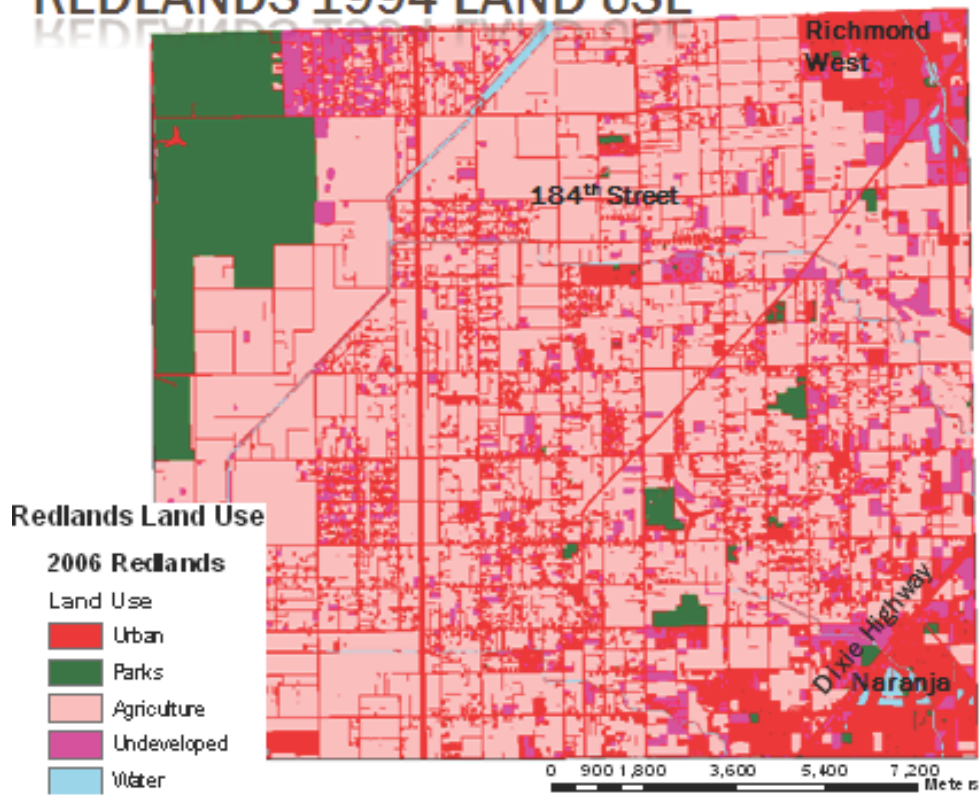 REDLANDS 1994 LAND USE
Richmond
West
184th Street
Redlands Land Use
2006 Redlands
Land Use
Urban
Parks
Agriculture
Undeveloped
Water
Dixie Highway
Naranja
0 900 1,800 3,600 5,400 7,200
Meters